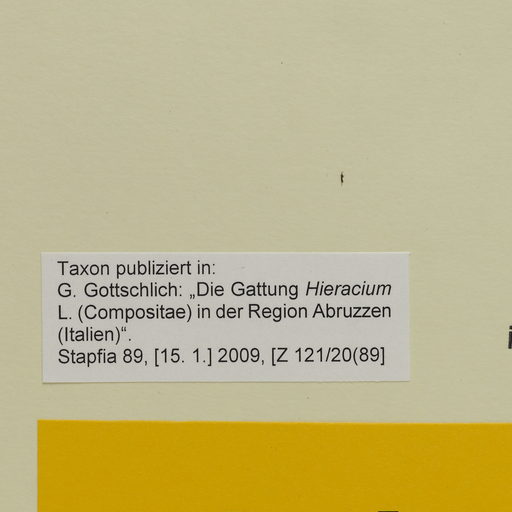 Taxon publiziert in:
G. Gottschlich: „Die Gattung Hieracium
L. (Compositae) in der Region Abruzzen
(Italien)“.
Stapfia 89, [15. 1.] 2009, [Z 121/20(89]